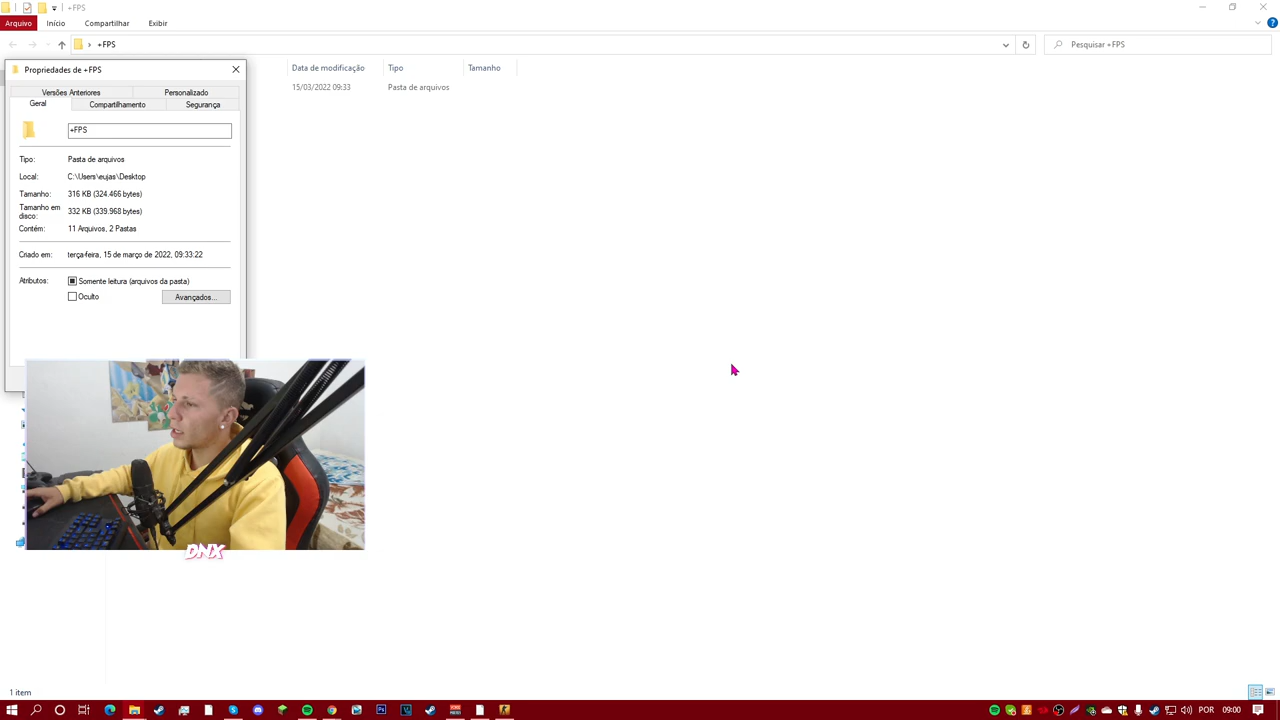 +FPS
Arquivo Início Compartilhar Exibir
+FPS Pesquisar +FPS
Propriedades de +FPS
Data de modificação Tipo Tamanho
15/03/2022 09:33 Pasta de arquivos
Versões Anteriores Personalizado
Geral Compartilhamento Segurança
+FPS
Tipo: Pasta de arquivos
Local: C:\Users\eujas\Desktop
Tamanho: 316 KB (324.466 bytes)
Tamanho em disco: 332 KB (339.968 bytes)
Contém: 11 Arquivos, 2 Pastas
Criado em: terça-feira, 15 de março de 2022, 09:33:22
Atributos: Somente leitura (arquivos da pasta)
Oculto Avançados...
DNX
1 item
POR 09:00